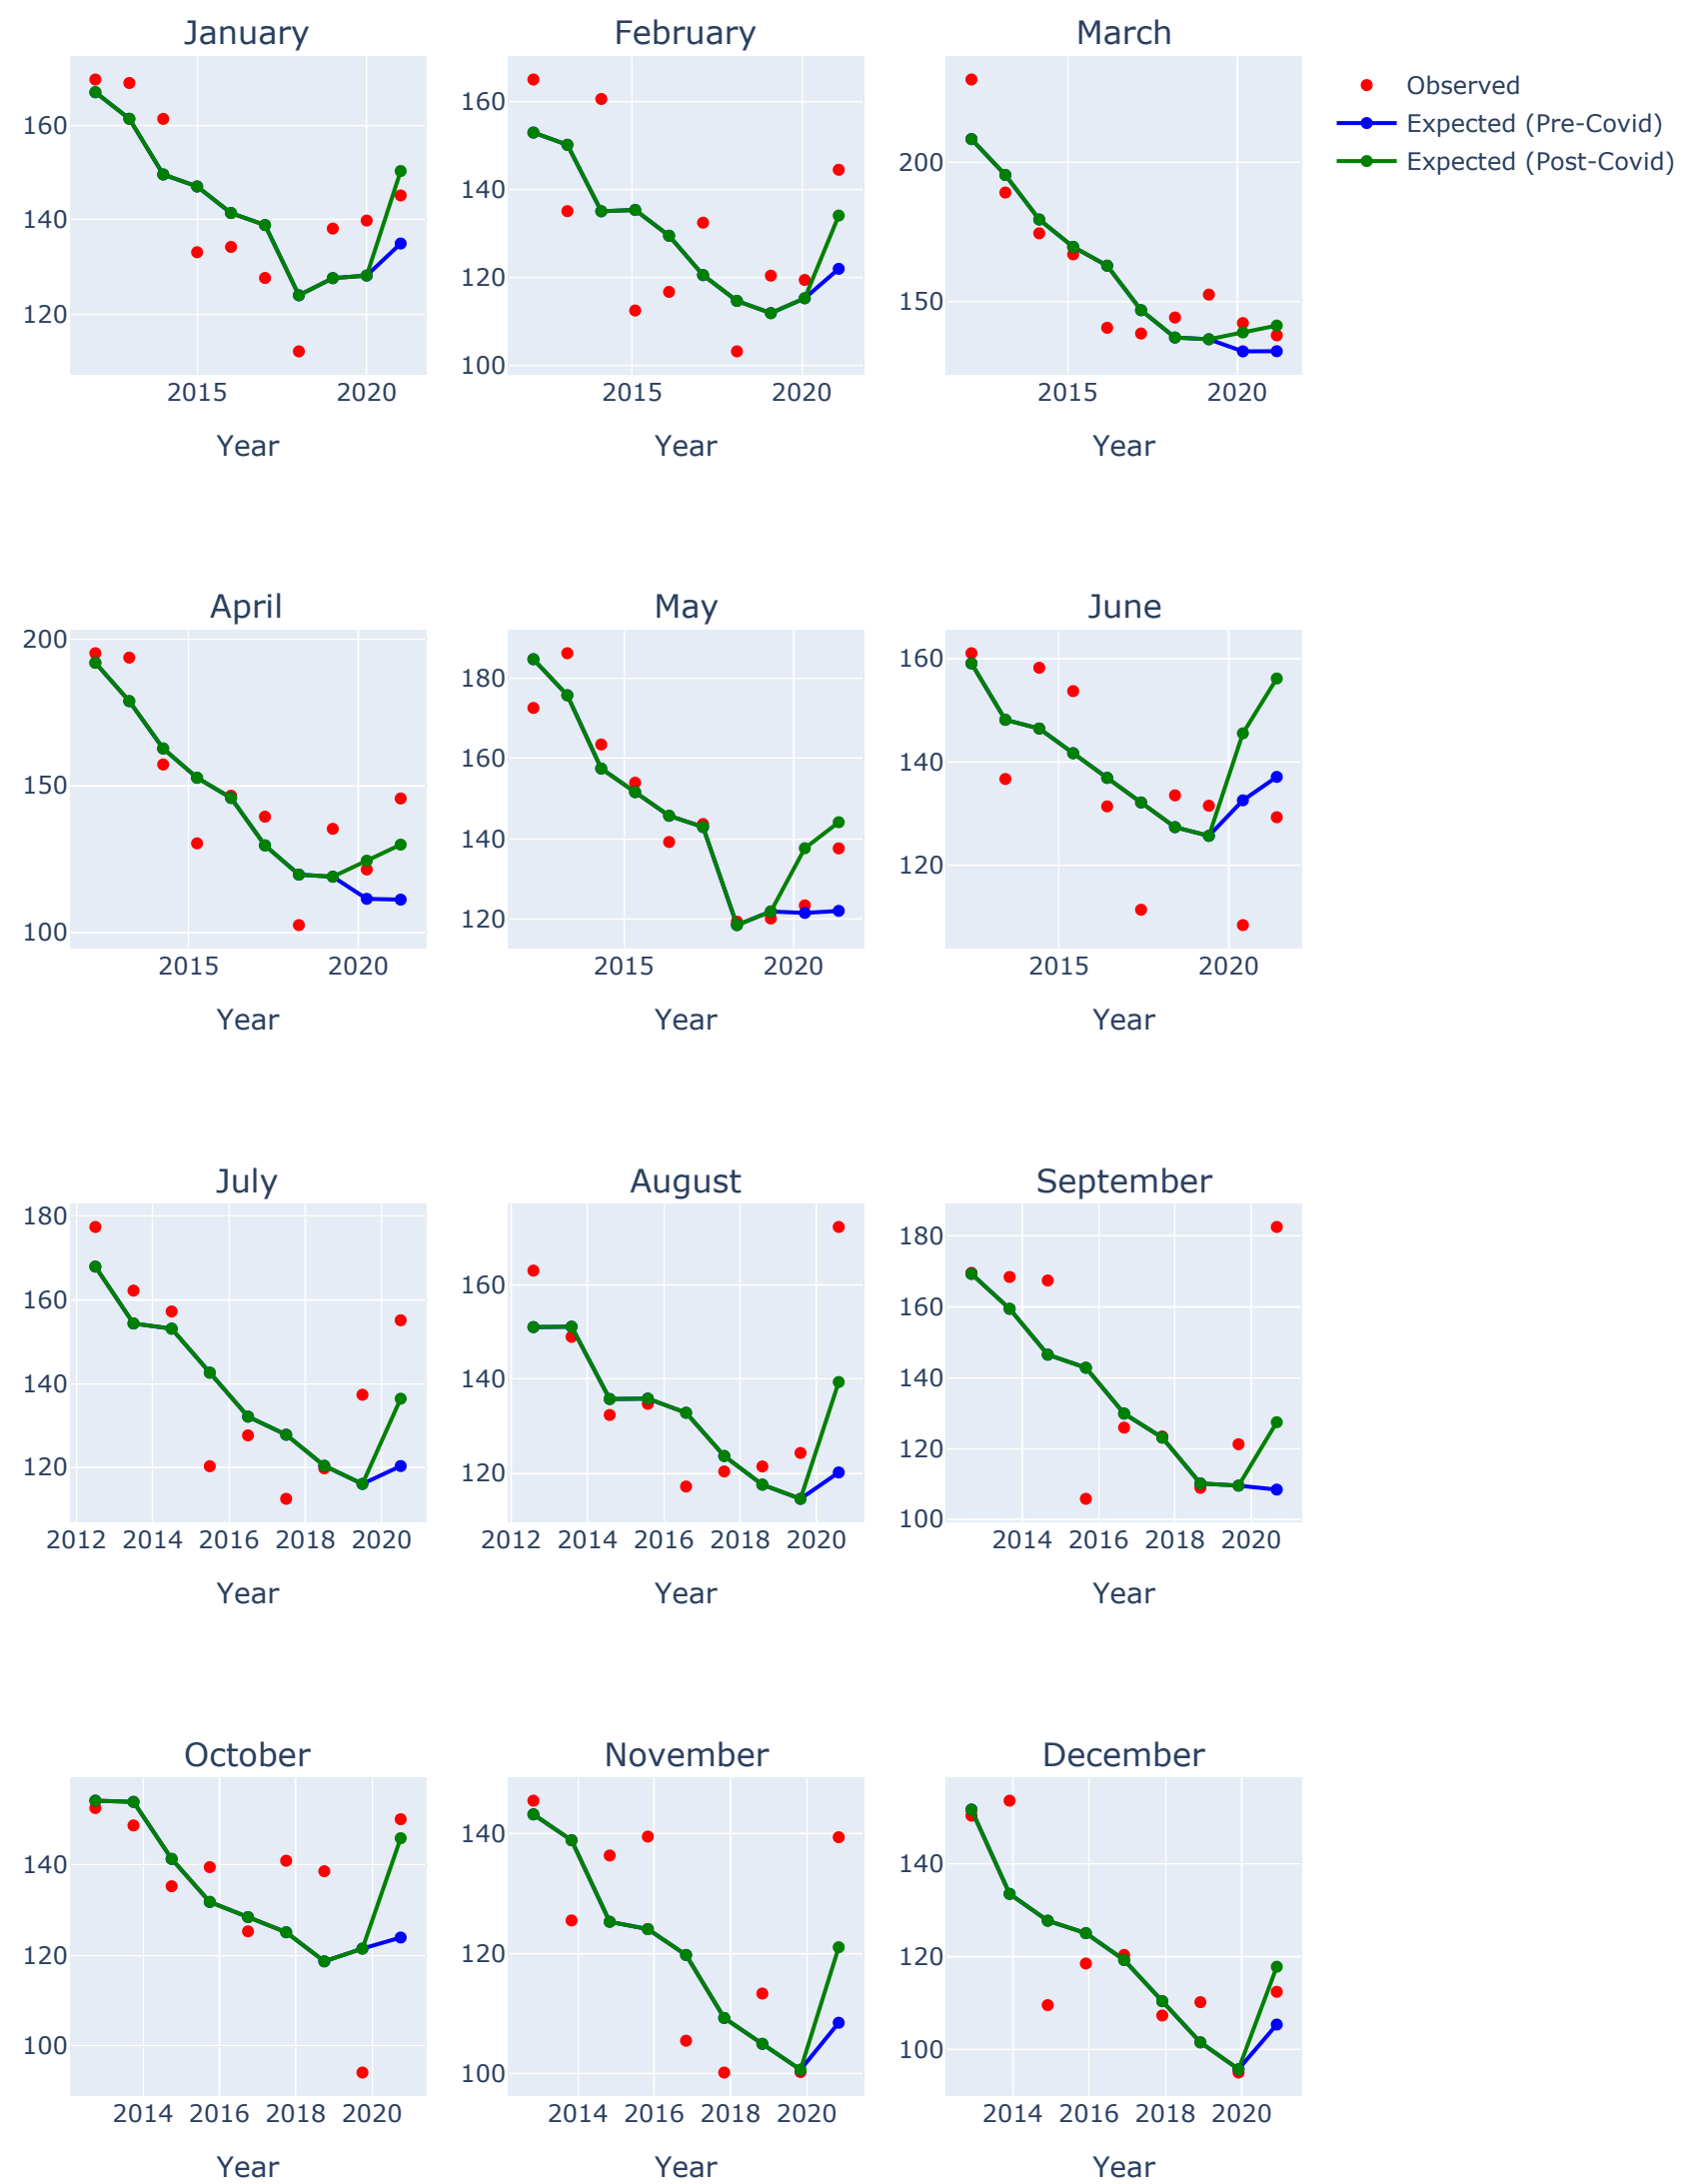 January
February
March
160
140
120
2015
2020
Year
160
140
120
100
2015
2020
Year
200
150
2015
2020
Year
Observed
Expected (Pre-Covid)
Expected (Post-Covid)
April
May
June
200
150
100
2015
2020
Year
180
160
140
120
2015
2020
Year
160
140
120
2015
2020
Year
July
August
September
180
160
140
120
2012
2014
2016
2018
2020
Year
160
140
120
2012
2014
2016
2018
2020
Year
180
160
140
120
100
2014
2016
2018
2020
Year
October
November
December
140
120
100
2014
2016
2018
2020
Year
140
120
100
2014
2016
2018
2020
Year
140
120
100
2014
2016
2018
2020
Year